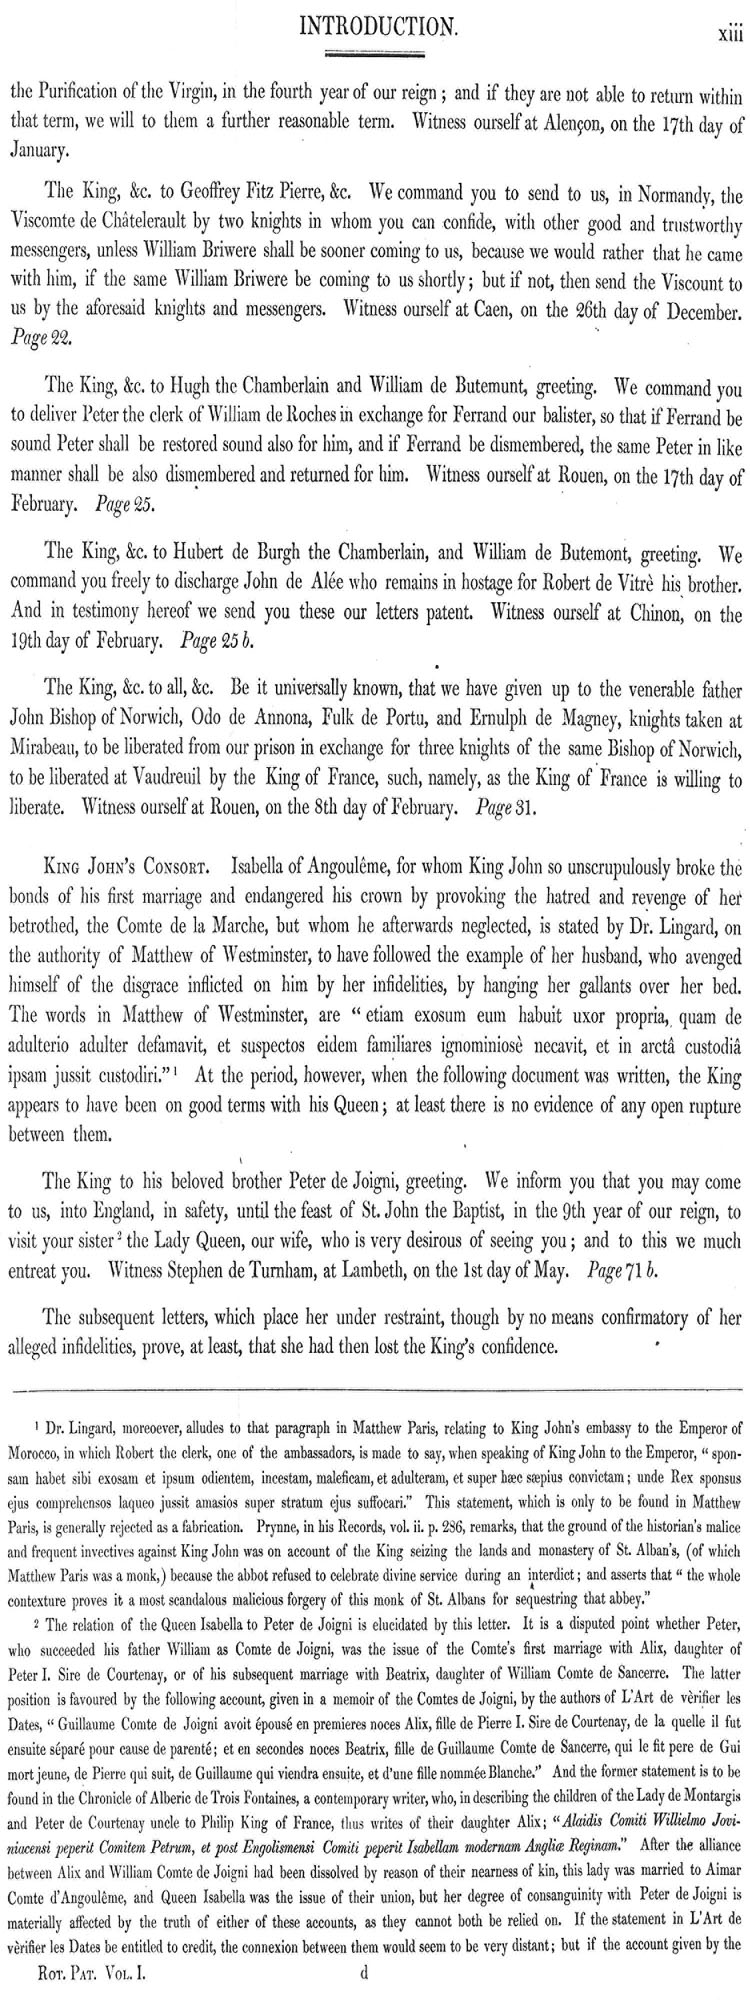 INTRODUCTION.
xiii
the Purification of the Virgin, in the fourth year of our reign ; and if they are not able to return within
that term, we will to them a further reasonable term. Witness ourself at Alençon, on the 17th day of
January.
The King, &c. to Geoffrey Fitz Pierre, &c. We command you to send to us, in Normandy, the
Viscomte de Châtelerault by two knights in whom you can confide, with other good and trustworthy
messengers, unless William Briwere shall be sooner coming to us, because we would rather that he came
with him, if the same William Briwere be coming to us shortly ; but if not, then send the Viscount to
us by the aforesaid knights and messengers. Witness ourself at Caen, on the 26th day of December.
Page 22.
The King, &c. to Hugh the Chamberlain and William de Butemunt, greeting. We command you
to deliver Peter the clerk of William de Roches in exchange for Ferrand our balister, so that if Ferrand be
sound Peter shall be restored sound also for him, and if Ferrand be dismembered, the same Peter in like
manner shall be also dismembered and returned for him. Witness ourself at Rouen, on the 17th day of
February. Page 25.
The King, &c. to Hubert de Burgh the Chamberlain, and William de Butemont, greeting. We
command you freely to discharge John de Alée who remains in hostage for Robert de Vitrè his brother.
And in testimony hereof we send you these our letters patent. Witness ourself at Chinon, on the
19th day of February. Page 25 b.
The King, &c. to all, &c. Be it universally known, that we have given up to the venerable father
John Bishop of Norwich, Odo de Annona, Fulk de Portu, and Ernulph de Magney, knights taken at
Mirabeau, to be liberated from our prison in exchange for three knights of the same Bishop of Norwich,
to be liberated at Vaudreuil by the King of France, such, namely, as the King of France is willing to
liberate. Witness ourself at Rouen, on the 8th day of February. Page 31.
KING JOHN'S CONSORT. Isabella of Angoulême, for whom King John so unscrupulously broke the
bonds of his first marriage and endangered his crown by provoking the hatred and revenge of her
betrothed, the Comte de la Marche, but whom he afterwards neglected, is stated by Dr. Lingard, on
the authority of Matthew of Westminster, to have followed the example of her husband, who avenged
himself of the disgrace inflicted on him by her infidelities, by hanging her gallants over her bed.
The words in Matthew of Westminster, are " etiam exosum eum habuit uxor propria, quam de
adulterio adulter defamavit, et suspectos eidem familiares ignominiosè necavit, et in arctâ custodiâ
ipsam jussit custodiri." 1 At the period, however, when the following document was written, the King
appears to have been on good terms with his Queen ; at least there is no evidence of any open rupture
between them.
The King to his beloved brother Peter de Joigni, greeting. We inform you that you may come
to us, into England, in safety, until the feast of St. John the Baptist, in the 9th year of our reign, to
visit your sister 2 the Lady Queen, our wife, who is very desirous of seeing you ; and to this we much
entreat you. Witness Stephen de Turnham, at Lambeth, on the 1st day of May. Page 71 b.
The subsequent letters, which place her under restraint, though by no means confirmatory of her
alleged infidelities, prove, at least, that she had then lost the King's confidence.
1 Dr. Lingard, moreoever, alludes to that paragraph in Matthew Paris, relating to King John's embassy to the Emperor of
Morocco, in which Robert the clerk, one of the ambassadors, is made to say, when speaking of King John to the Emperor, " spon-
sam habet sibi exosam et ipsum odientem, incestam, maleficam, et adulteram, et super hæc sæpius convictam ; unde Rex sponsus
ejus comprehensos laqueo jussit amasios super stratum ejus suffocari." This statement, which is only to be found in Matthew
Paris, is generally rejected as a fabrication. Prynne, in his Records, vol. ii. p. 286, remarks, that the ground of the historian's malice
and frequent invectives against King John was on account of the King seizing the lands and monastery of St. Alban's, (of which
Matthew Paris was a monk,) because the abbot refused to celebrate divine service during an interdict ; and asserts that " the whole
contexture proves it a most scandalous malicious forgery of this monk of St. Albans for sequestring that abbey."
2 The relation of the Queen Isabella to Peter de Joigni is elucidated by this letter. It is a disputed point whether Peter,
who succeeded his father William as Comte de Joigni, was the issue of the Comte's first marriage with Alix, daughter of
Peter I. Sire de Courtenay, or of his subsequent marriage with Beatrix, daughter of William Comte de Sancerre. The latter
position is favoured by the following account, given in a memoir of the Comtes de Joigni, by the authors of L'Art de vèrifier les
Dates, " Guillaume Comte de Joigni avoit épousé en premieres noces Alix, fille de Pierre I. Sire de Courtenay, de la quelle il fut
ensuite séparé pour cause de parenté ; et en secondes noces Beatrix, fille de Guillaume Comte de Sancerre, qui le fit pere de Gui
mort jeune, de Pierre qui suit, de Guillaume qui viendra ensuite, et d'une fille nommée Blanche." And the former statement is to be
found in the Chronicle of Alberic de Trois Fontaines, a contemporary writer, who, in describing the children of the Lady de Montargis
and Peter de Courtenay uncle to Philip King of France, thus writes of their daughter Alix ; "Alaidis Comiti Willielmo Jovi-
niacensi peperit Comitem Petrum, et post Engolismensi Comiti peperit Isabellam modernam Angliæ Reginam." After the alliance
between Alix and William Comte de Joigni had been dissolved by reason of their nearness of kin, this lady was married to Aimar
Comte d'Angoulême, and Queen Isabella was the issue of their union, but her degree of consanguinity with Peter de Joigni is
materially affected by the truth of either of these accounts, as they cannot both be relied on. If the statement in L'Art de
vèrifier les Dates be entitled to credit, the connexion between them would seem to be very distant ; but if the account given by the
ROT. PAT. VOL. I.
d